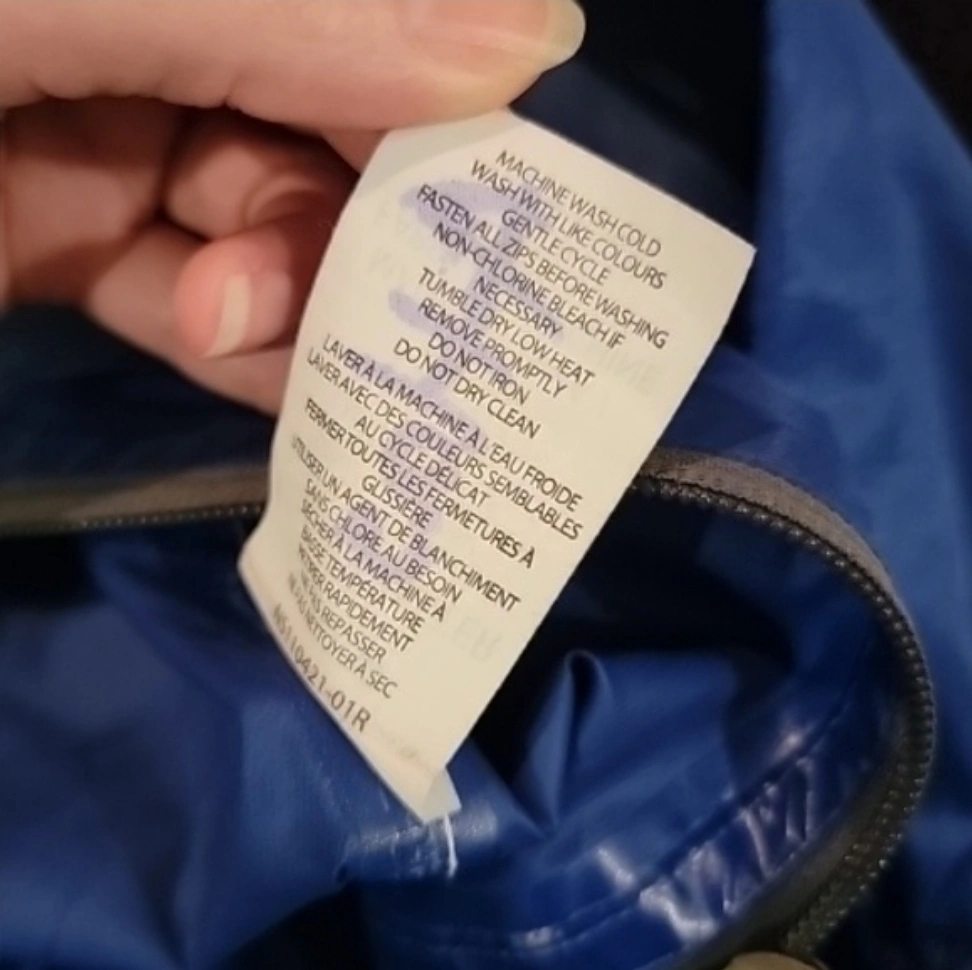 MACHINE WASH COLD
WASH WITH LIKE COLOURS
GENTLE CYCLE
FASTEN ALL ZIPS BEFORE WASHING
NON-CHLORINE BLEACH IF
NECESSARY
TUMBLE DRY LOW HEAT
REMOVE PROMPTLY
DO NOT IRON
DO NOT DRY CLEAN
LAVER À LA MACHINE À L'EAU FROIDE
LAVER AVEC DES COULEURS SEMBLABLES
AU CYCLE DÉLICAT
FERMER TOUTES LES FERMETURES À
GLISSIÈRE
UTILISER UN AGENT DE BLANCHIMENT
SANS CHLORE AU BESOIN
SÉCHER À LA MACHINE À
BASSE TEMPÉRATURE
RETIRER RAPIDEMENT
NE PAS REPASSER
NE PAS NETTOYER À SEC
10421-01R